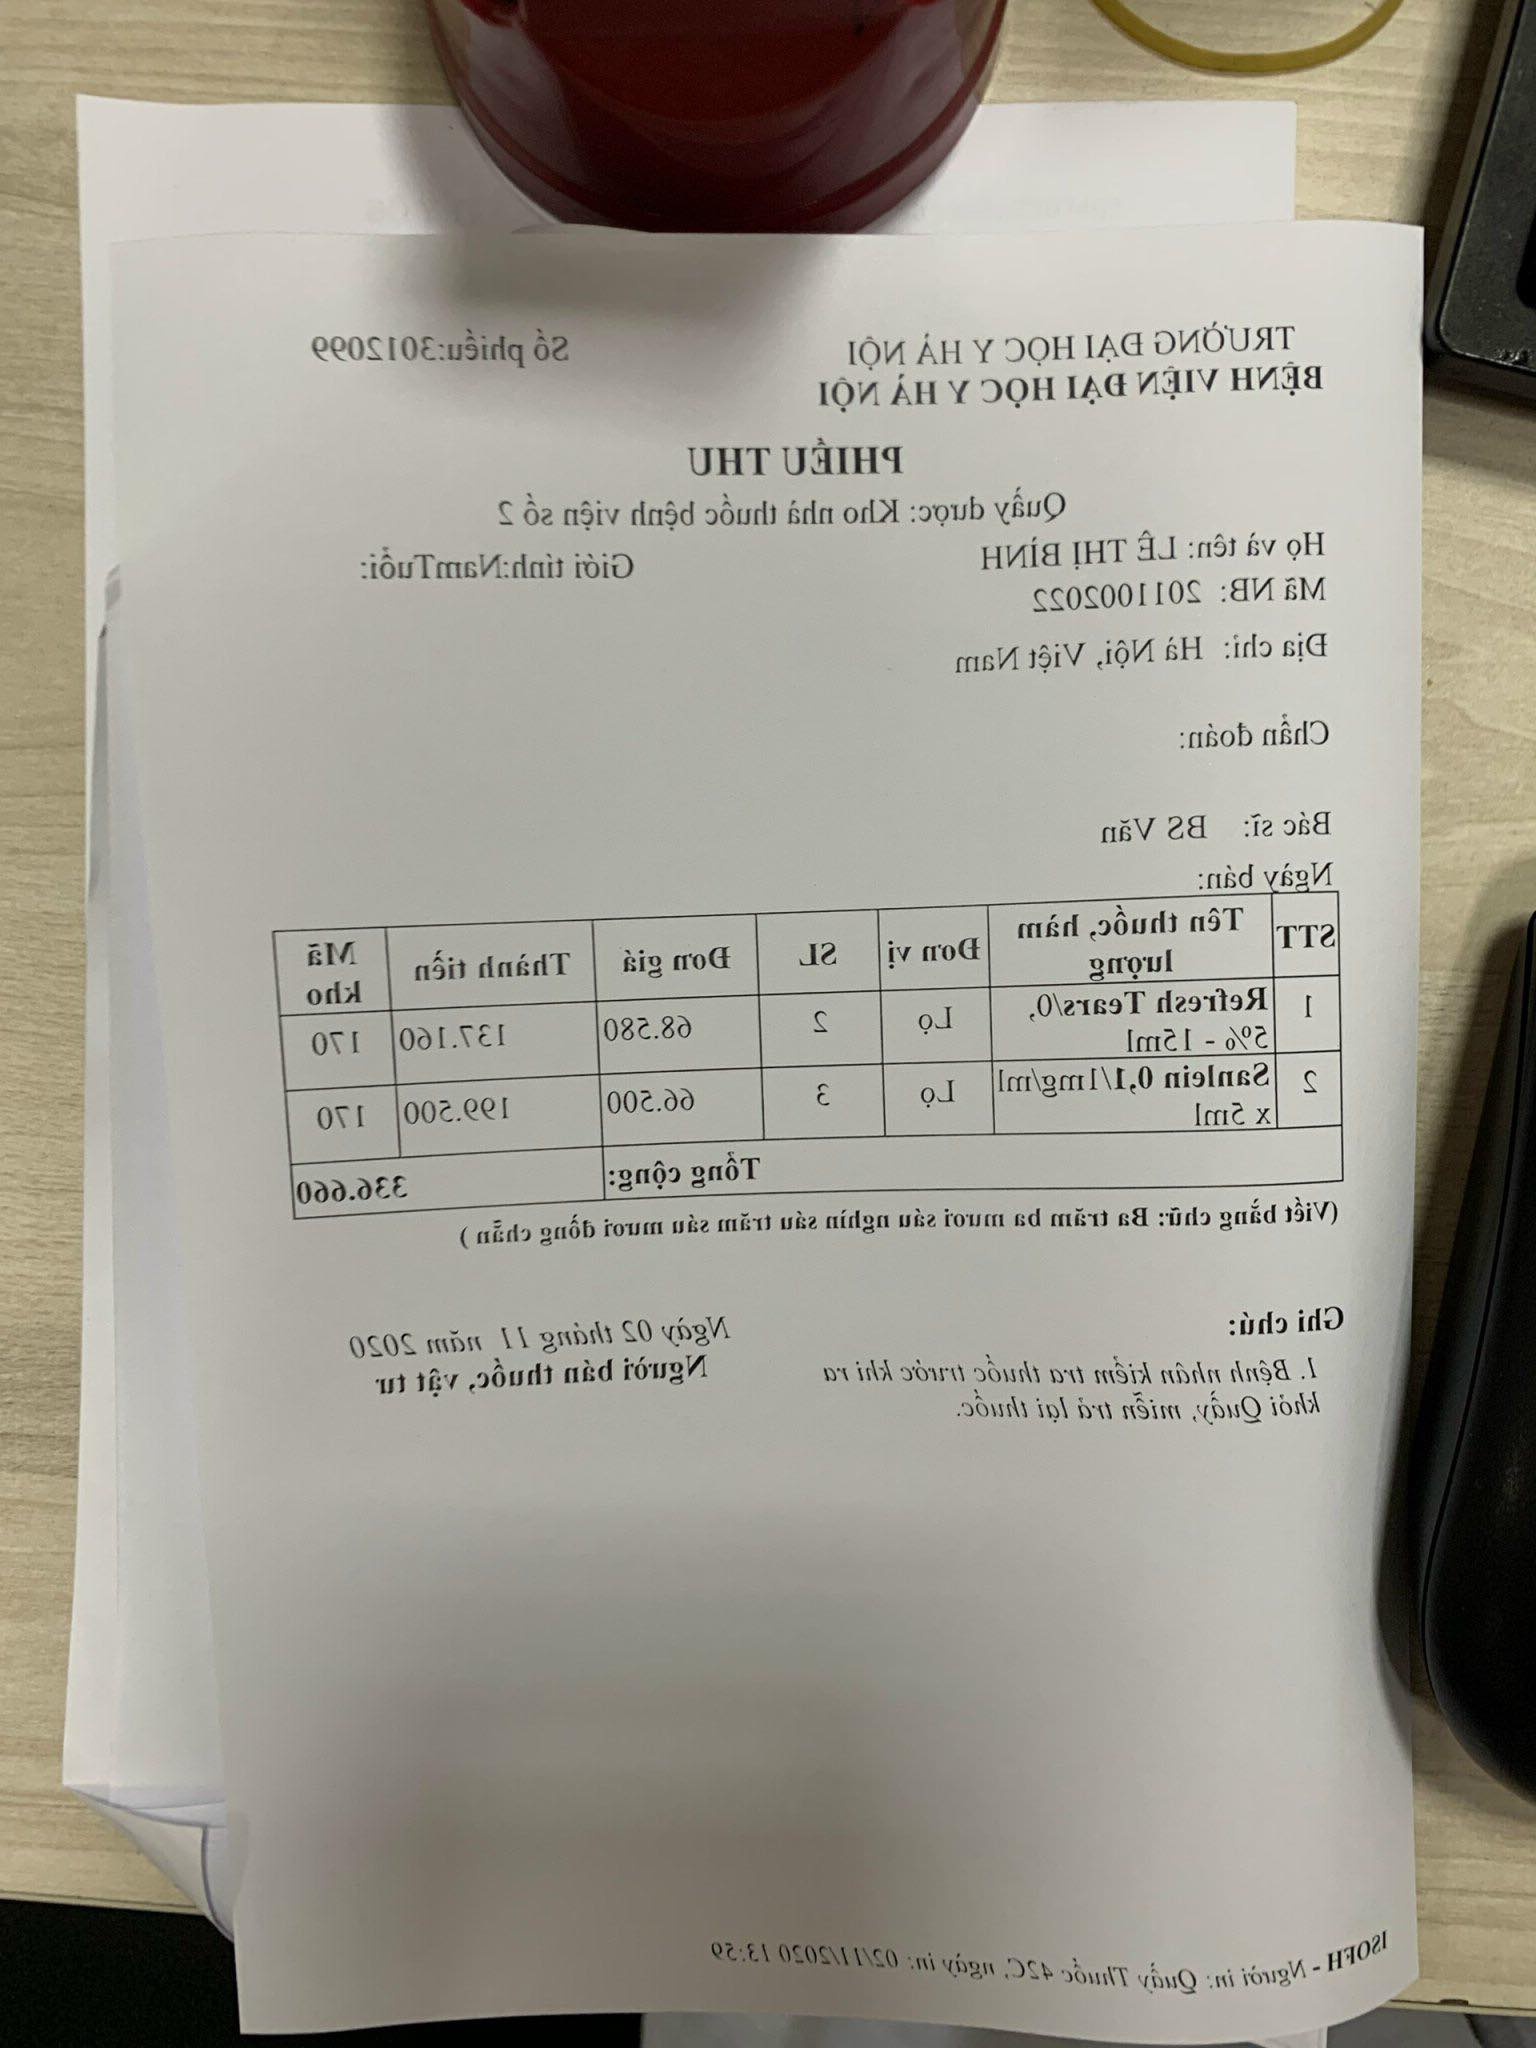 TRƯỜNG ĐẠI HỌC Y HÀ NỘI
BỆNH VIỆN ĐẠI HỌC Y HÀ NỘI
Số phiếu:3012099
PHIẾU THU
Quầy dược: Kho nhà thuốc bệnh viện số 2
Họ và tên: LÊ THỊ BÌNH Giới tính:NamTuổi:
Mã NB: 2011002022
Địa chỉ: Hà Nội, Việt Nam
Chẩn đoán:
Bác sĩ: BS Văn
Ngày bán:
STT Tên thuốc, hàm lượng Đơn vị SL Đơn giá Thành tiền Mã kho
1 Refresh Tears/0, 5% - 15ml Lọ 2 68.580 137.160 170
2 Sanlein 0,1/1mg/ml x 5ml Lọ 3 66.500 199.500 170
Tổng cộng: 336.660
(Viết bằng chữ: Ba trăm ba mươi sáu nghìn sáu trăm sáu mươi đồng chẵn )
Ghi chú:
1. Bệnh nhân kiểm tra thuốc trước khi ra
khỏi Quầy, miễn trả lại thuốc.
Ngày 02 tháng 11 năm 2020
Người bán thuốc, vật tư
ISOFH - Người in: Quầy Thuốc 42C, ngày in: 02/11/2020 13:59